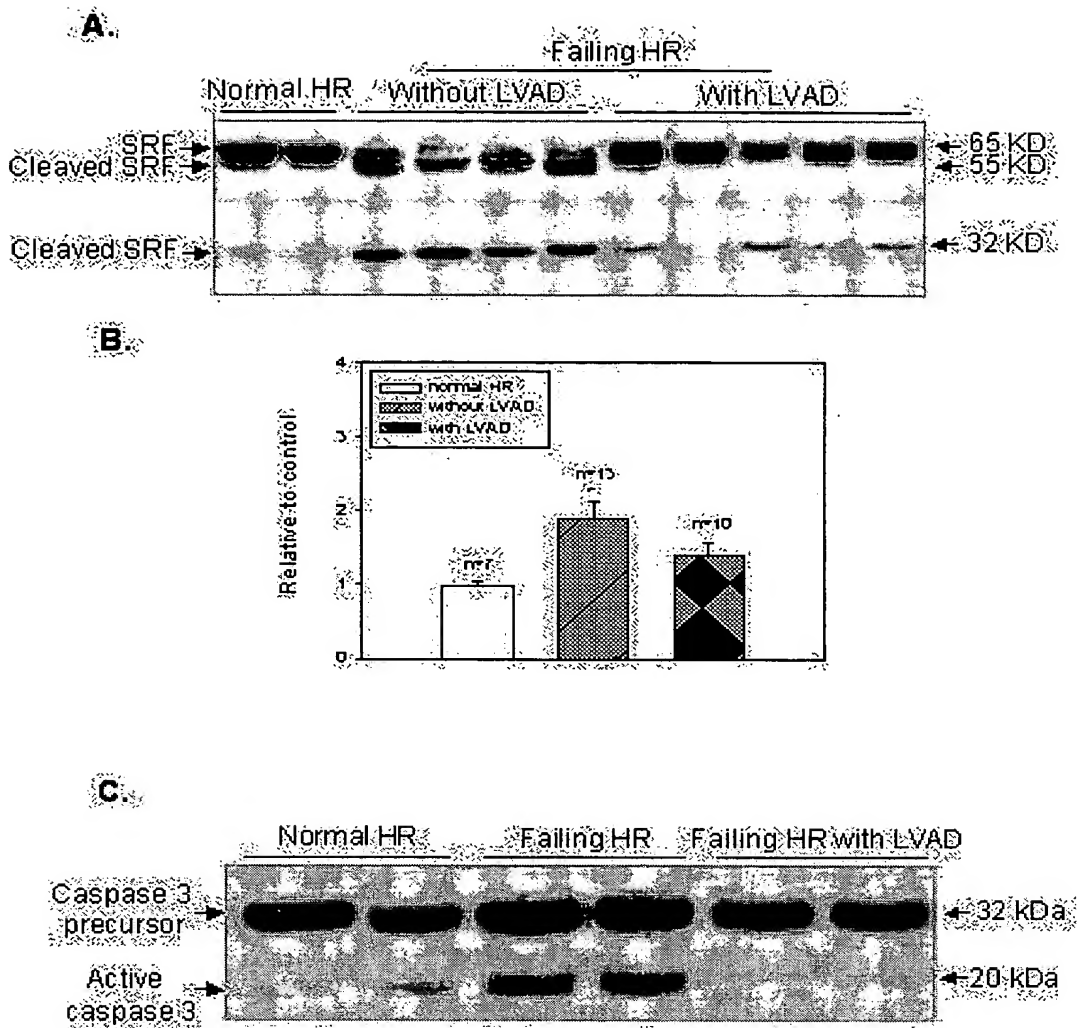 A.
Failing HR
Normal HR Without LVAD With LVAD
SRF 65 KD
Cleaved SRF 55 KD
Cleaved SRF 32 KD
B.
4
3
2
1
0
Relative to control
normal HR
without LVAD
with LVAD
n=7
n=13
n=10
C.
Normal HR Failing HR Failing HR with LVAD
Caspase 3
precursor
32 kDa
Active
caspase 3
20 kDa